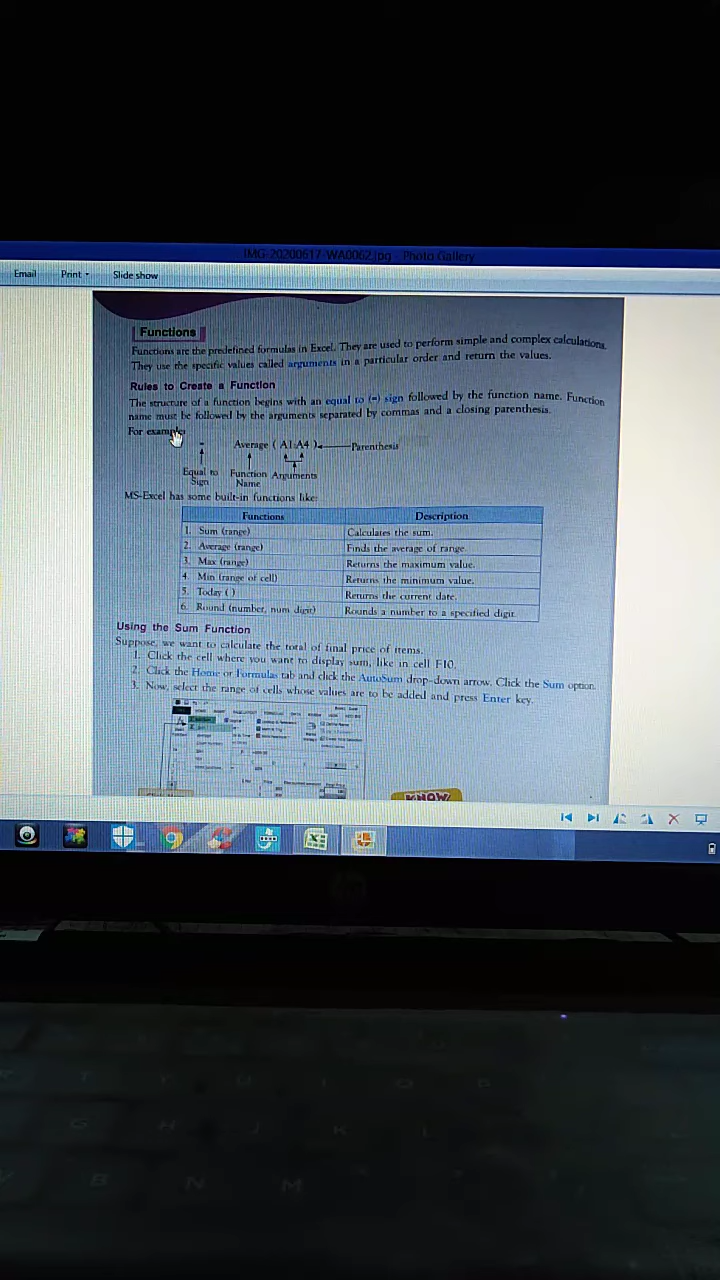 IMG-20200617-WA0062.jpg - Photo Gallery
Email Print Slide show
Functions
Functions are the predefined formulas in Excel. They are used to perform simple and complex calculations.
They use the specific values called arguments in a particular order and return the values.
Rules to Create a Function
The structure of a function begins with an equal to (=) sign followed by the function name. Function
name must be followed by the arguments separated by commas and a closing parenthesis.
For example:
= Average ( A1:A4 ) Parenthesis
Equal to Function Arguments
Sign Name
MS-Excel has some built-in functions like:
Functions Description
1. Sum (range) Calculates the sum.
2. Average (range) Finds the average of range.
3. Max (range) Returns the maximum value.
4. Min (range of cell) Returns the minimum value.
5. Today ( ) Returns the current date.
6. Round (number, num digit) Rounds a number to a specified digit.
Using the Sum Function
Suppose, we want to calculate the total of final price of items.
1. Click the cell where you want to display sum, like in cell F10.
2. Click the Home or Formulas tab and click the AutoSum drop-down arrow. Click the Sum option.
3. Now, select the range of cells whose values are to be added and press Enter key.
KNOW